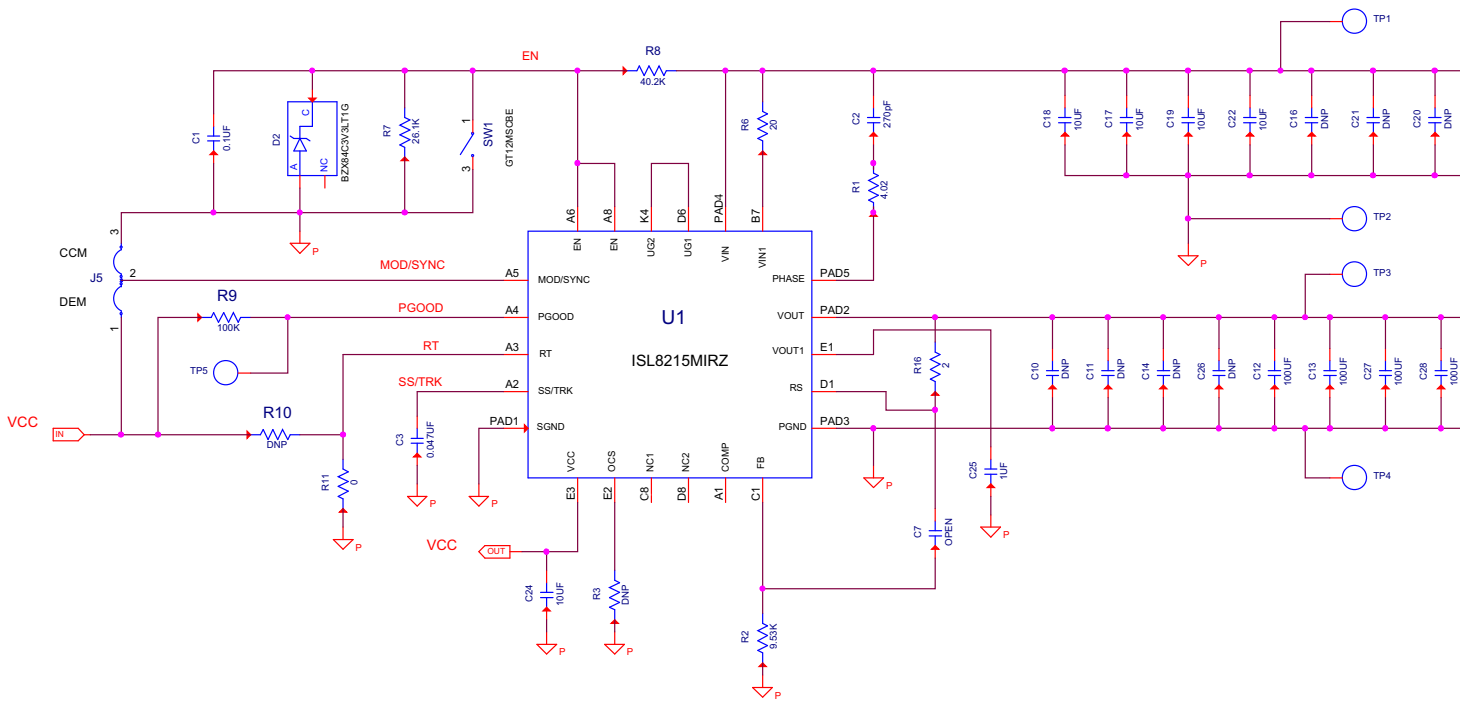 TP1
EN
R8
40.2K
C1
0.1UF
D2
C
A
NC
BZX84C3V3LT1G
R7
26.1K
1
3
SW1
GT12MSCBE
R6
20
C2
270pF
R1
4.02
C18
10UF
C17
10UF
C19
10UF
C22
10UF
C16
DNP
C21
DNP
C20
DNP
TP2
P
P
A6
A8
K4
D6
PAD4
B7
EN
EN
UG2
UG1
VIN
VIN1
3
CCM
J5
2
DEM
1
MOD/SYNC
A5
MOD/SYNC
PHASE
PAD5
TP3
R9
100K
PGOOD
A4
PGOOD
U1
VOUT
PAD2
RT
A3
RT
ISL8215MIRZ
VOUT1
E1
TP5
SS/TRK
A2
SS/TRK
RS
D1
R16
2
C10
DNP
C11
DNP
C14
DNP
C26
DNP
C12
100UF
C13
100UF
C27
100UF
C28
100UF
VCC
IN
R10
DNP
C3
0.047UF
PAD1
SGND
PGND
PAD3
TP4
VCC
OCS
NC1
NC2
COMP
FB
E3
E2
C8
D8
A1
C1
R11
0
P
P
P
P
C25
1UF
P
C7
OPEN
VCC
OUT
C24
10UF
P
R3
DNP
P
R2
9.53K
P